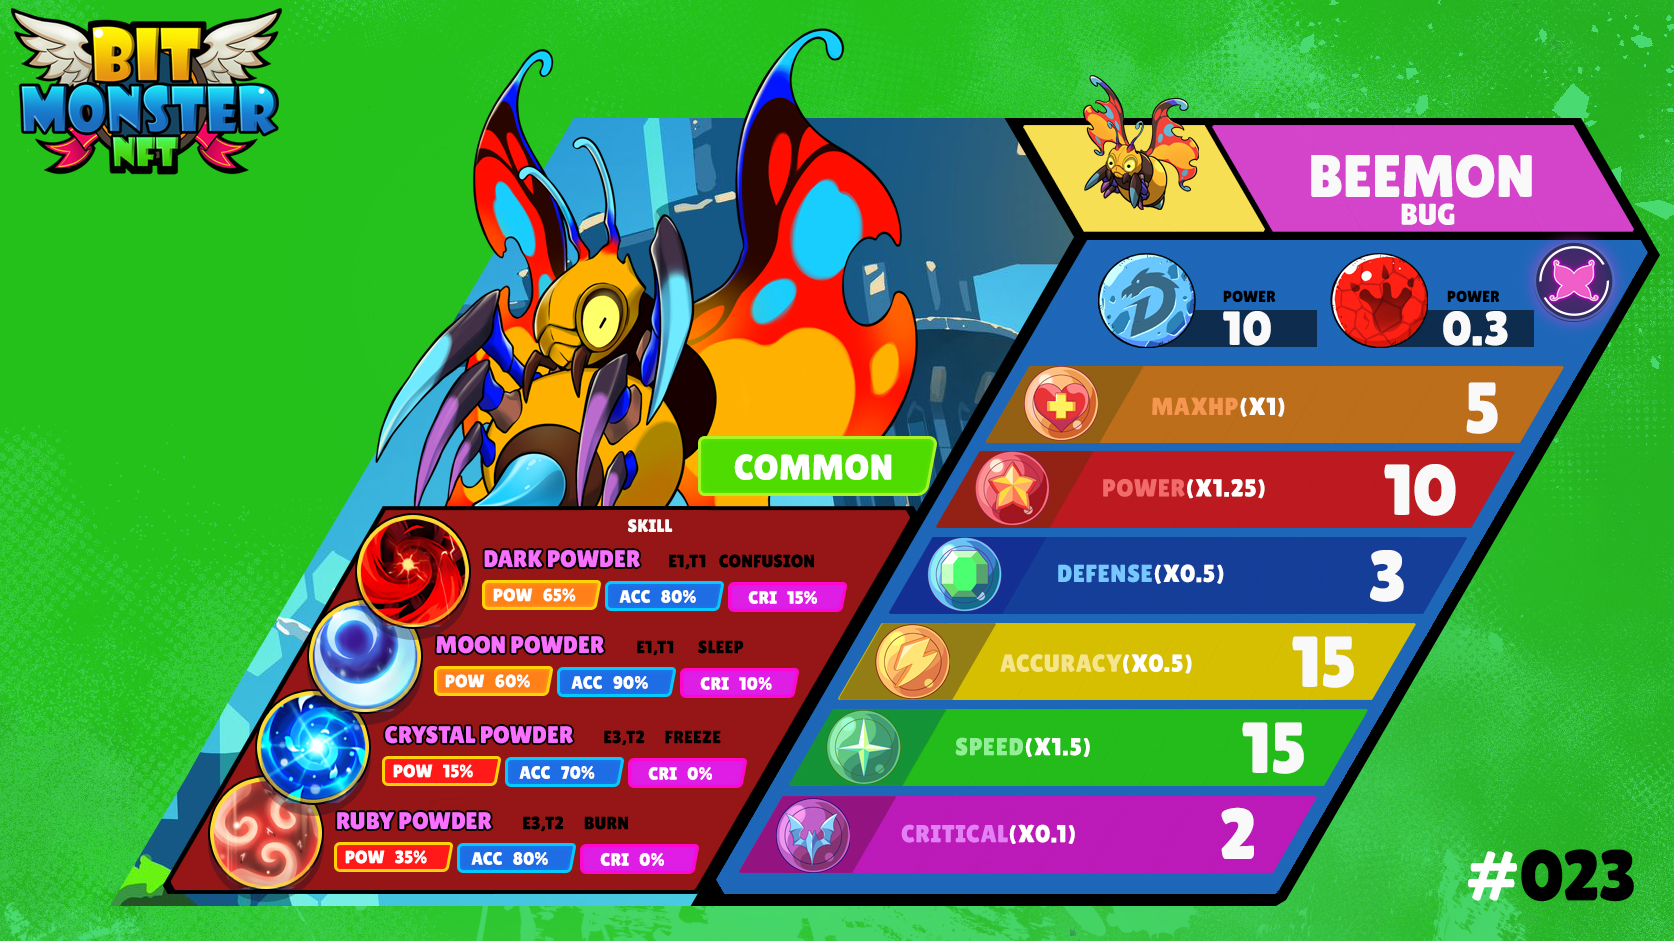 BIT
MONSTER
NFT
BEEMON
BUG
POWER
10
POWER
0.3
MAXHP(X1) 5
POWER(X1.25) 10
DEFENSE(X0.5) 3
ACCURACY(X0.5) 15
SPEED(X1.5) 15
CRITICAL(X0.1) 2
COMMON
SKILL
DARK POWDER E1,T1 CONFUSION
POW 65% ACC 80% CRI 15%
MOON POWDER E1,T1 SLEEP
POW 60% ACC 90% CRI 10%
CRYSTAL POWDER E3,T2 FREEZE
POW 15% ACC 70% CRI 0%
RUBY POWDER E3,T2 BURN
POW 35% ACC 80% CRI 0%
#023